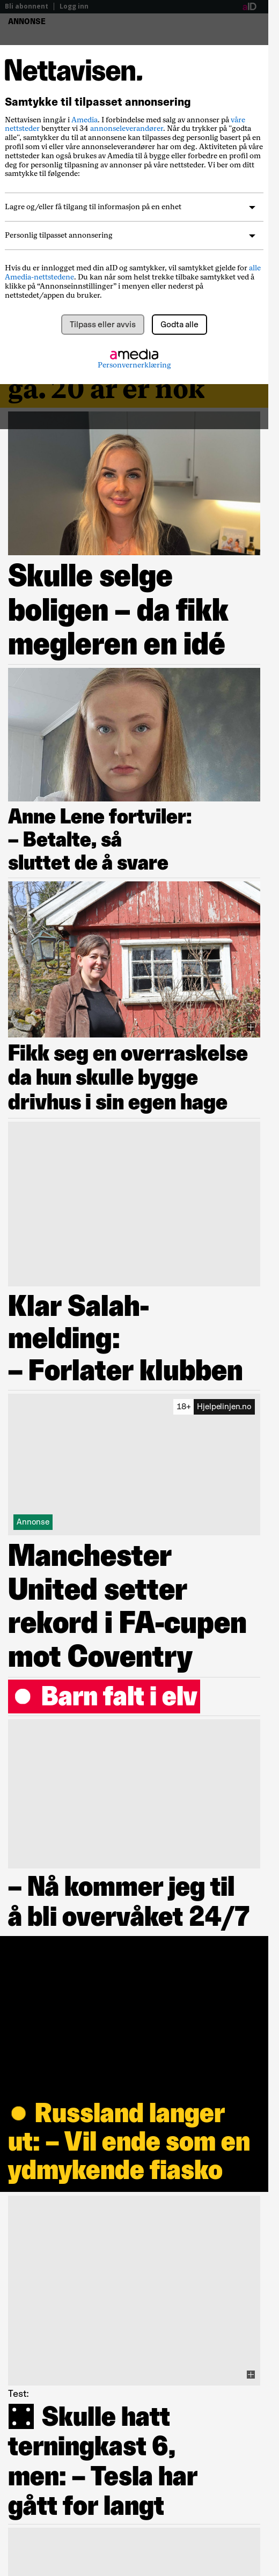 Bli abonnent | Logg inn
aID
ANNONSE
Nettavisen.
Samtykke til tilpasset annonsering
Nettavisen inngår i Amedia. I forbindelse med salg av annonser på våre
nettsteder benytter vi 34 annonseleverandører. Når du trykker på "godta
alle", samtykker du til at annonsene kan tilpasses deg personlig basert på en
profil som vi eller våre annonseleverandører har om deg. Aktiviteten på våre
nettsteder kan også brukes av Amedia til å bygge eller forbedre en profil om
deg for personlig tilpasning av annonser på våre nettsteder. Vi ber om ditt
samtykke til følgende:
Lagre og/eller få tilgang til informasjon på en enhet
Personlig tilpasset annonsering
Hvis du er innlogget med din aID og samtykker, vil samtykket gjelde for alle
Amedia-nettstedene. Du kan når som helst trekke tilbake samtykket ved å
klikke på “Annonseinnstillinger” i menyen eller nederst på
nettstedet/appen du bruker.
Tilpass eller avvis
Godta alle
amedia
Personvernerklæring
gå. 20 år er nok
Skulle selge
boligen – da fikk
megleren en idé
Anne Lene fortviler:
– Betalte, så
sluttet de å svare
Fikk seg en overraskelse
da hun skulle bygge
drivhus i sin egen hage
Klar Salah-
melding:
– Forlater klubben
18+ Hjelpelinjen.no
Annonse
Manchester
United setter
rekord i FA-cupen
mot Coventry
Barn falt i elv
– Nå kommer jeg til
å bli overvåket 24/7
Russland langer
ut: – Vil ende som en
ydmykende fiasko
Test:
Skulle hatt
terningkast 6,
men: – Tesla har
gått for langt